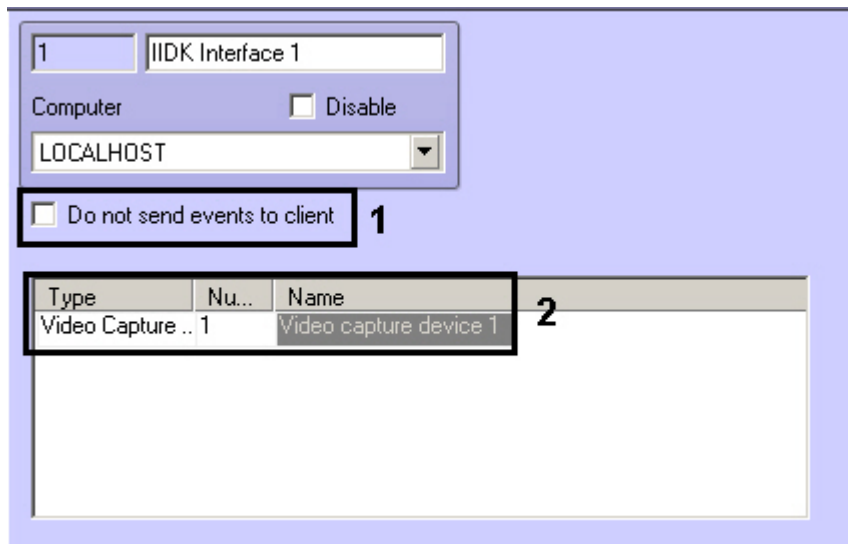 1 IIDK Interface 1
Computer Disable
LOCALHOST
Do not send events to client 1
Type Nu... Name 2
Video Capture .. 1 Video capture device 1